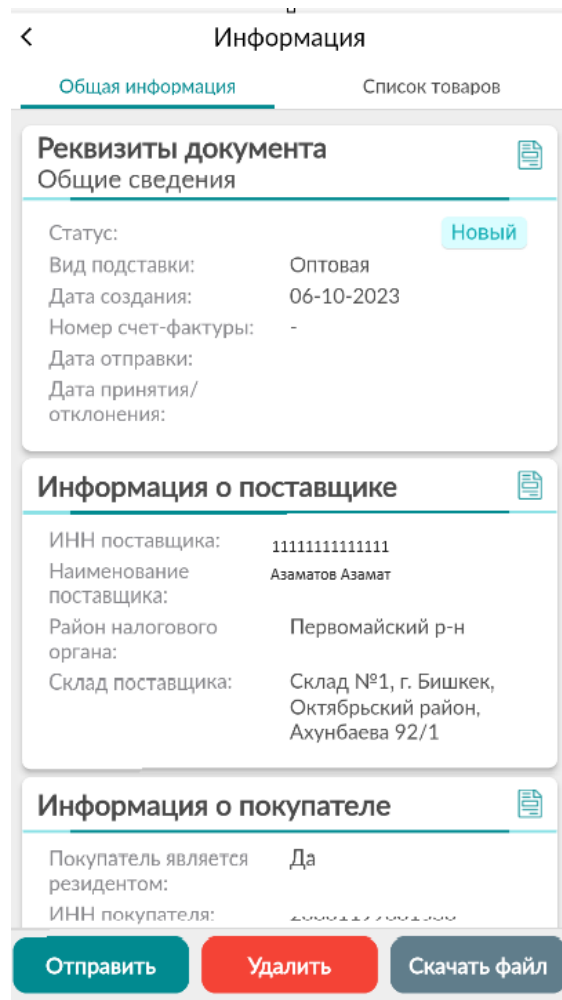 Информация
Общая информация
Список товаров
Реквизиты документа
Общие сведения
Статус: Новый
Вид подставки: Оптовая
Дата создания: 06-10-2023
Номер счет-фактуры: -
Дата отправки:
Дата принятия/
отклонения:
Информация о поставщике
ИНН поставщика: 11111111111111
Наименование Азаматов Азамат
поставщика:
Район налогового Первомайский р-н
органа:
Склад поставщика: Склад №1, г. Бишкек,
Октябрьский район,
Ахунбаева 92/1
Информация о покупателе
Покупатель является Да
резидентом:
ИНН покупателя:
Отправить
Удалить
Скачать файл